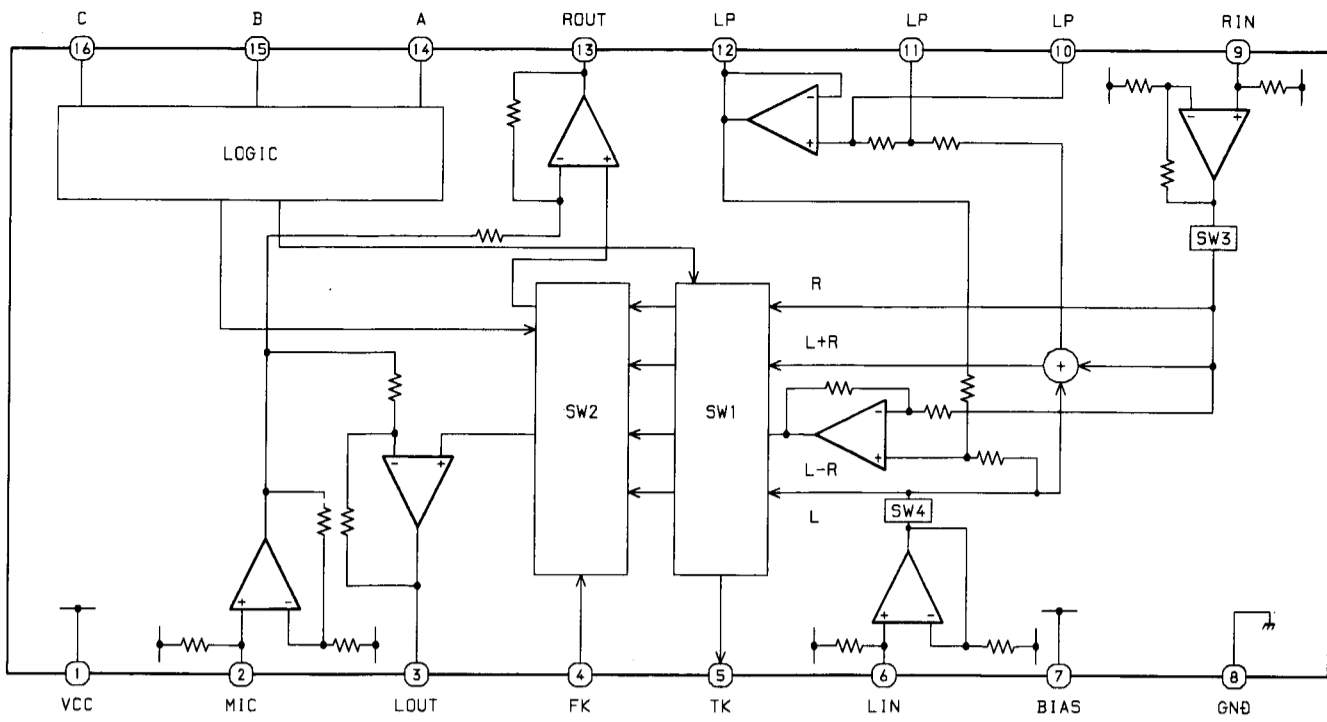 C B A ROUT LP LP LP RIN
16 15 14 13 12 11 10 9
LOGIC
- +
- +
- +
SW3
R
L+R
+
SW2 SW1
- +
- +
L-R
L
SW4
+ -
+ -
1 2 3 4 5 6 7 8
VCC MIC LOUT FK TK LIN BIAS GND